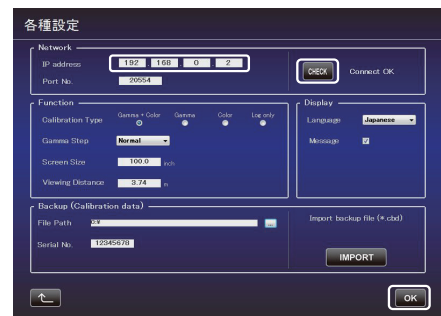 各種設定
Network
IP address 192 . 168 . 0 . 2
CHECK Connect OK
Port No. 20554
Function
Display
Calibration Type Gamma + Color Gamma Color Log only
Language Japanese
Gamma Step Normal
Message
Screen Size 100.0 inch
Viewing Distance 3.74 m
Backup (Calibration data)
File Path C:¥ ...
Import backup file (*.cbd)
Serial No. 12345678
IMPORT
OK